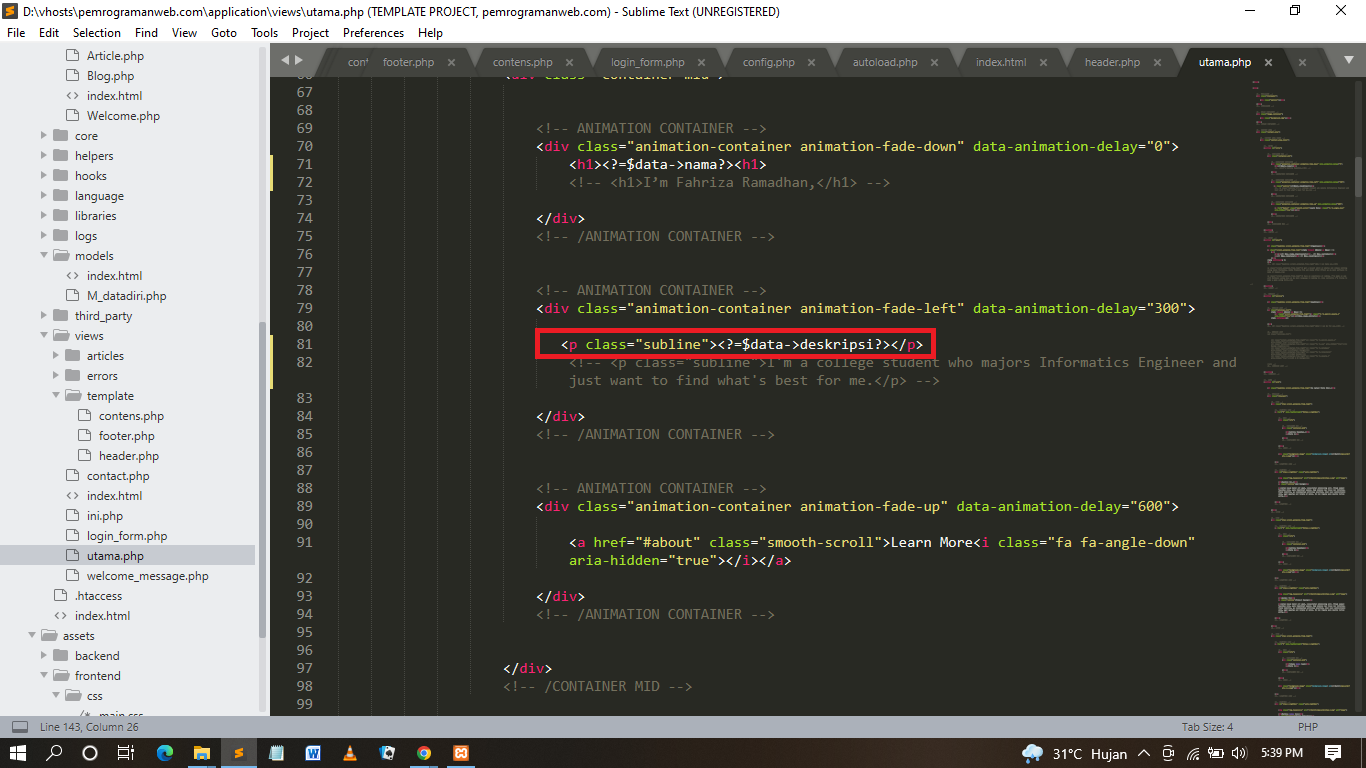 D:\vhosts\pemrogramanweb.com\application\views\utama.php (TEMPLATE PROJECT, pemrogramanweb.com) - Sublime Text (UNREGISTERED)
File Edit Selection Find View Goto Tools Project Preferences Help
Article.php
Blog.php
<> index.html
Welcome.php
core
helpers
hooks
language
libraries
logs
models
<> index.html
M_datadiri.php
third_party
views
articles
errors
template
contens.php
footer.php
header.php
contact.php
<> index.html
ini.php
login_form.php
utama.php
welcome_message.php
.htaccess
<> index.html
assets
backend
frontend
css
/* main.css
cont footer.php contens.php login_form.php config.php autoload.php index.html header.php utama.php
66 <div class="container mid">
67
68
69 <!-- ANIMATION CONTAINER -->
70 <div class="animation-container animation-fade-down" data-animation-delay="0">
71 <h1><?=$data->nama?><h1>
72 <!-- <h1>I’m Fahriza Ramadhan,</h1> -->
73
74 </div>
75 <!-- /ANIMATION CONTAINER -->
76
77
78 <!-- ANIMATION CONTAINER -->
79 <div class="animation-container animation-fade-left" data-animation-delay="300">
80
81 <p class="subline"><?=$data->deskripsi?></p>
82 <!-- <p class="subline">I'm a college student who majors Informatics Engineer and
just want to find what's best for me.</p> -->
83
84 </div>
85 <!-- /ANIMATION CONTAINER -->
86
87
88 <!-- ANIMATION CONTAINER -->
89 <div class="animation-container animation-fade-up" data-animation-delay="600">
90
91 <a href="#about" class="smooth-scroll">Learn More<i class="fa fa-angle-down"
aria-hidden="true"></i></a>
92
93 </div>
94 <!-- /ANIMATION CONTAINER -->
95
96
97 </div>
98 <!-- /CONTAINER MID -->
99
Line 143, Column 26 Tab Size: 4 PHP
31°C Hujan 5:39 PM